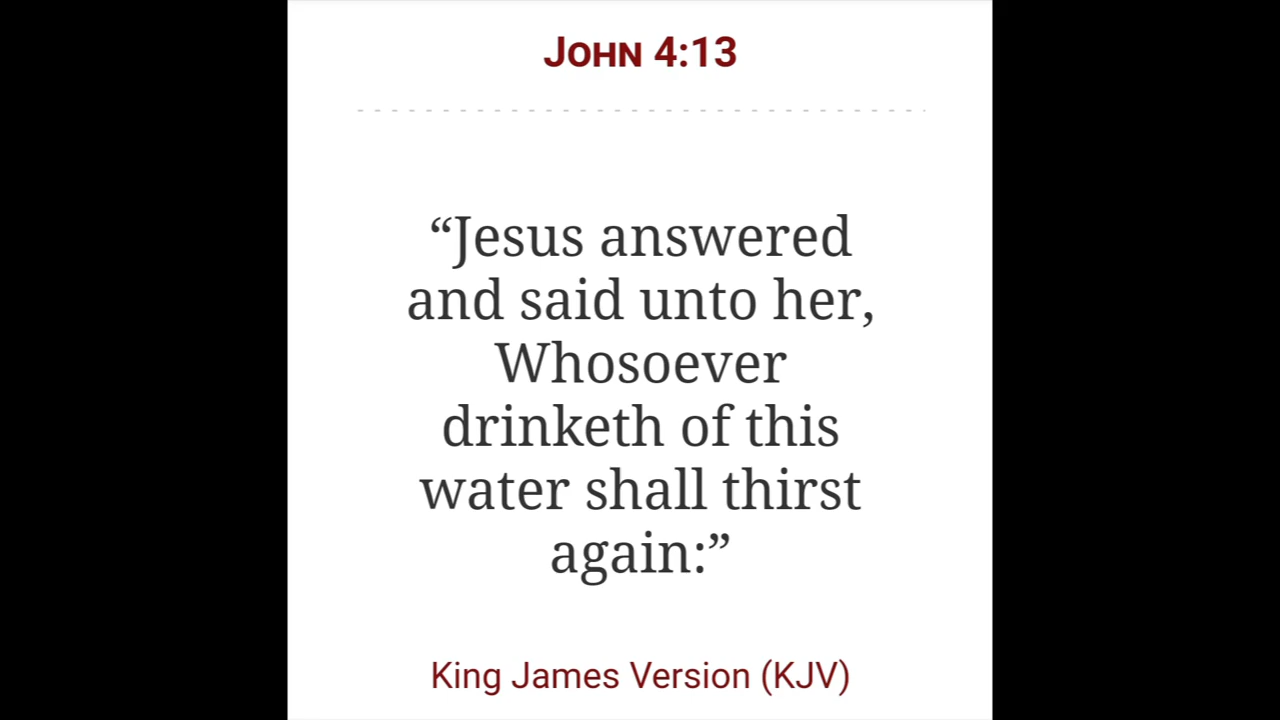 John 4:13
“Jesus answered
and said unto her,
Whosoever
drinketh of this
water shall thirst
again:”
King James Version (KJV)